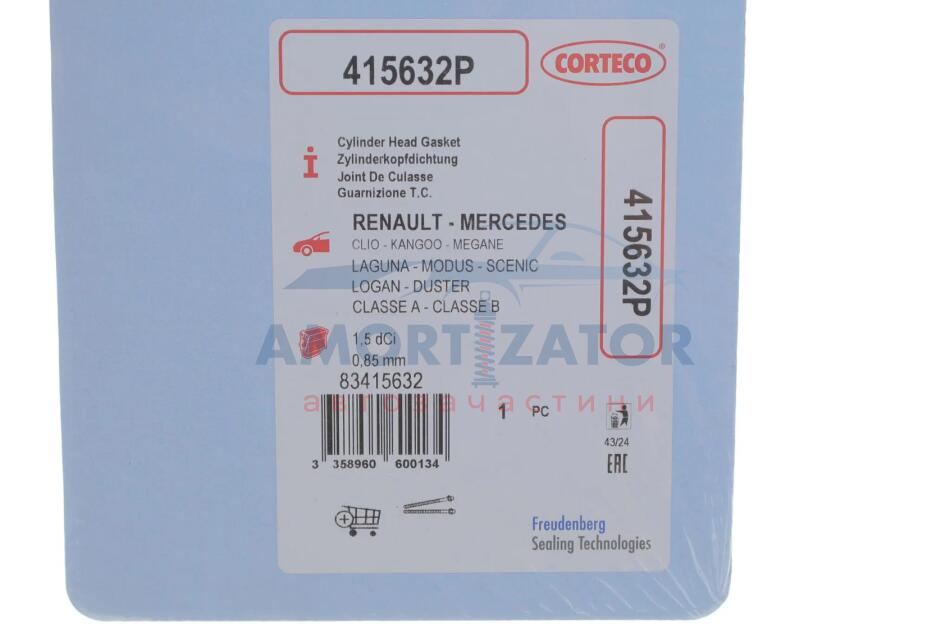 415632P
CORTECO®
Cylinder Head Gasket
Zylinderkopfdichtung
Joint De Culasse
Guarnizione T.C.
415632P
RENAULT - MERCEDES
CLIO - KANGOO - MEGANE
LAGUNA - MODUS - SCENIC
LOGAN - DUSTER
CLASSE A - CLASSE B
AMORTIZATOR
автозачастини
1,5 dCi
0,85 mm
83415632
1 PC
43/24
EAC
3 358960 600134
Freudenberg
Sealing Technologies